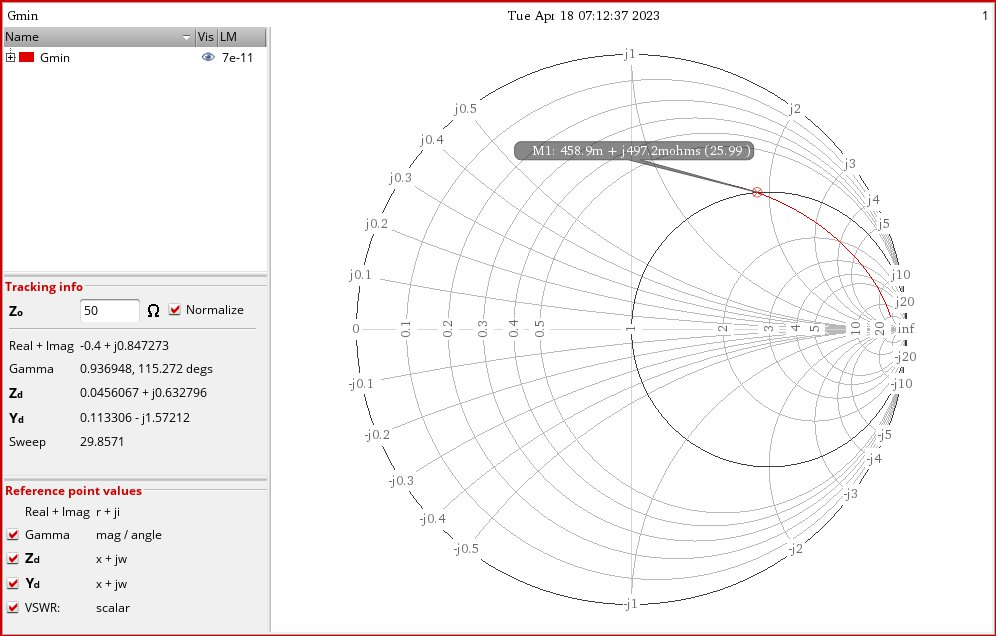 Gmin
Tue Apr 18 07:12:37 2023
1
Name Vis LM
Gmin 7e-11
Tracking info
Zo 50 Ω Normalize
Real + Imag -0.4 + j0.847273
Gamma 0.936948, 115.272 degs
Zd 0.0456067 + j0.632796
Yd 0.113306 - j1.57212
Sweep 29.8571
Reference point values
Real + Imag r + ji
Gamma mag / angle
Zd x + jw
Yd x + jw
VSWR: scalar
j1
j0.5
j2
j0.4
M1: 458.9m + j497.2mohms (25.99 )
j3
j0.3
j4
j0.2
j5
j0.1
j10
j20
0 0.1 0.2 0.3 0.4 0.5 1 2 3 4 5 10 20 inf
-j20
-j0.1
-j10
-j0.2
-j5
-j4
-j0.3
-j3
-j0.4
-j0.5
-j2
-j1